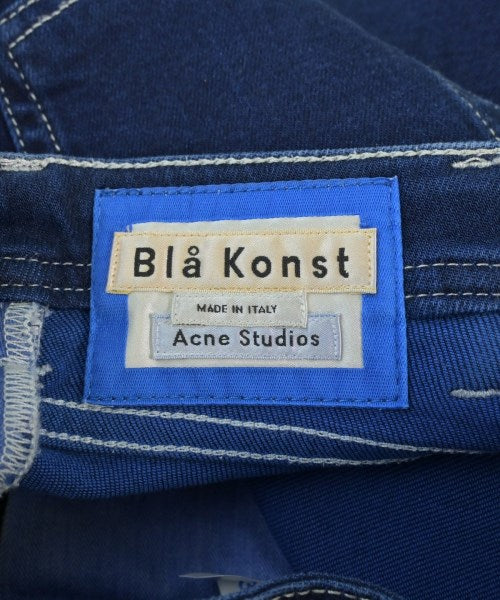 Blå Konst
MADE IN ITALY
Acne Studios